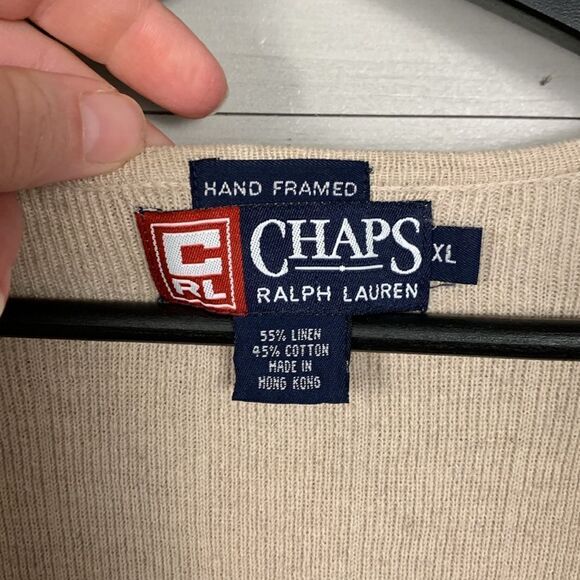 HAND FRAMED
C
RL
CHAPS
RALPH LAUREN
XL
55% LINEN
45% COTTON
MADE IN
HONG KONG